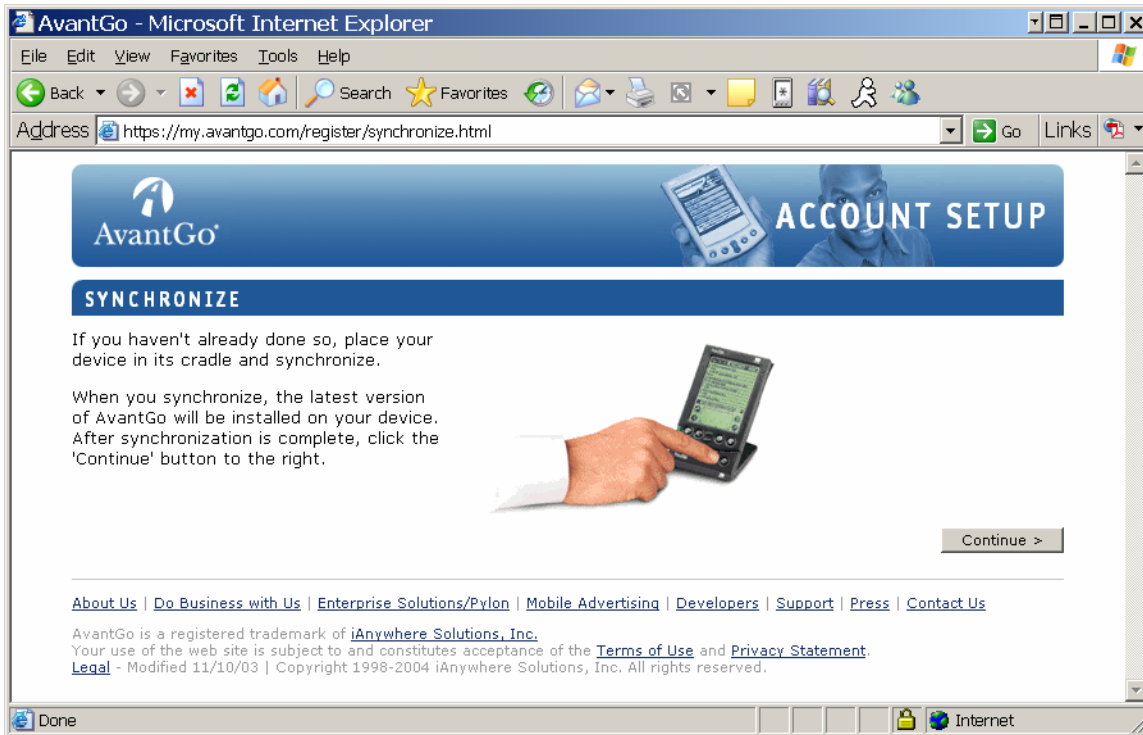 AvantGo - Microsoft Internet Explorer
File Edit View Favorites Tools Help
Back Search Favorites
Address https://my.avantgo.com/register/synchronize.html Go Links
AvantGo
ACCOUNT SETUP
SYNCHRONIZE
If you haven't already done so, place your
device in its cradle and synchronize.
When you synchronize, the latest version
of AvantGo will be installed on your device.
After synchronization is complete, click the
'Continue' button to the right.
Continue >
About Us | Do Business with Us | Enterprise Solutions/Pylon | Mobile Advertising | Developers | Support | Press | Contact Us
AvantGo is a registered trademark of iAnywhere Solutions, Inc.
Your use of the web site is subject to and constitutes acceptance of the Terms of Use and Privacy Statement.
Legal - Modified 11/10/03 | Copyright 1998-2004 iAnywhere Solutions, Inc. All rights reserved.
Done Internet